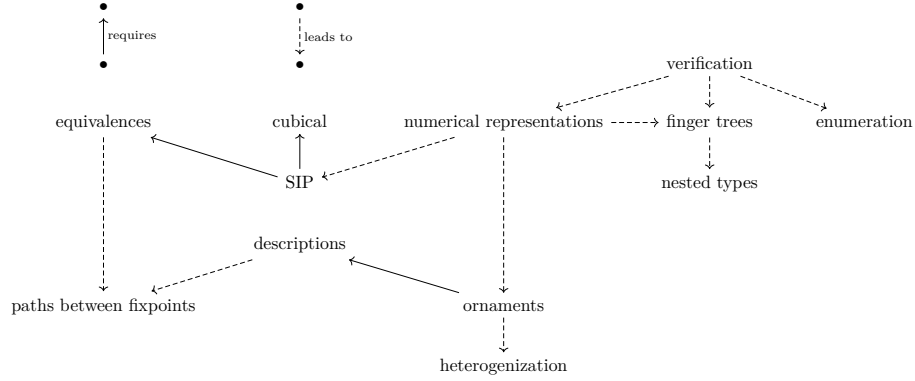 requires
leads to
verification
equivalences
cubical
numerical representations
finger trees
enumeration
SIP
nested types
descriptions
paths between fixpoints
ornaments
heterogenization